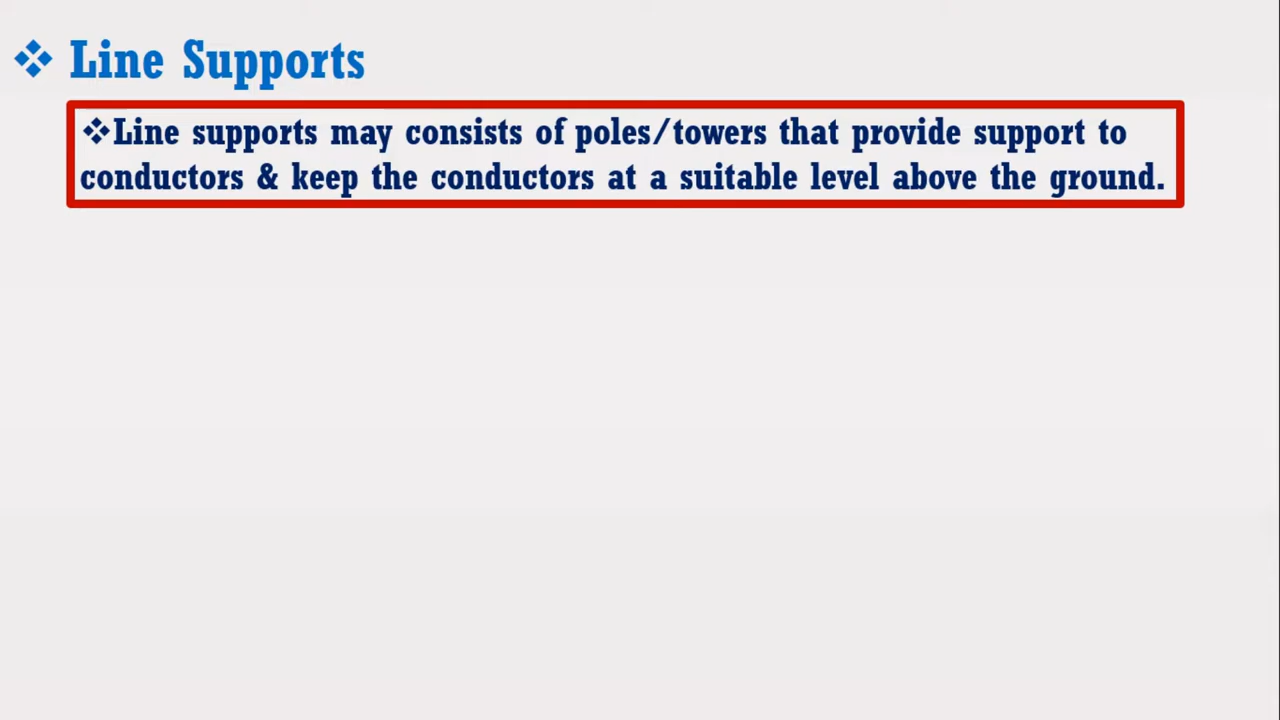 ❖ Line Supports
❖Line supports may consists of poles/towers that provide support to
conductors & keep the conductors at a suitable level above the ground.